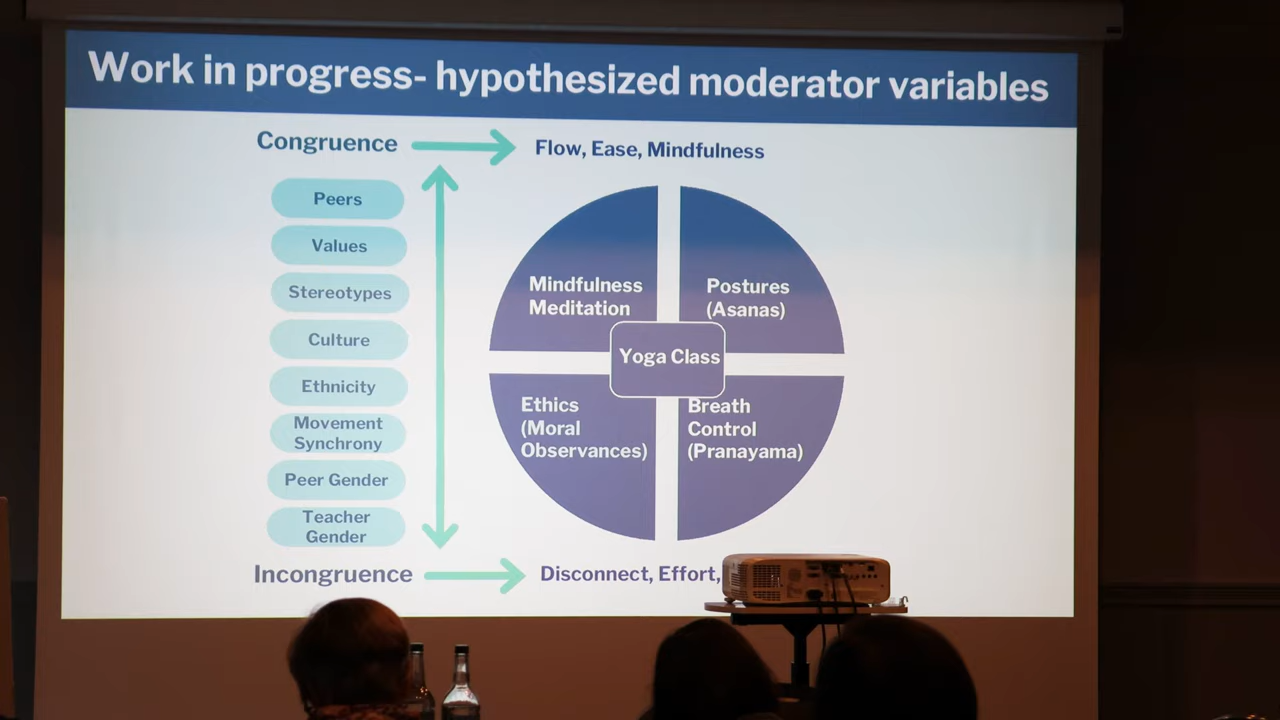 Work in progress- hypothesized moderator variables
Congruence
Flow, Ease, Mindfulness
Peers
Values
Stereotypes
Culture
Ethnicity
Movement
Synchrony
Peer Gender
Teacher
Gender
Mindfulness
Meditation
Postures
(Asanas)
Yoga Class
Ethics
(Moral
Observances)
Breath
Control
(Pranayama)
Incongruence
Disconnect, Effort,